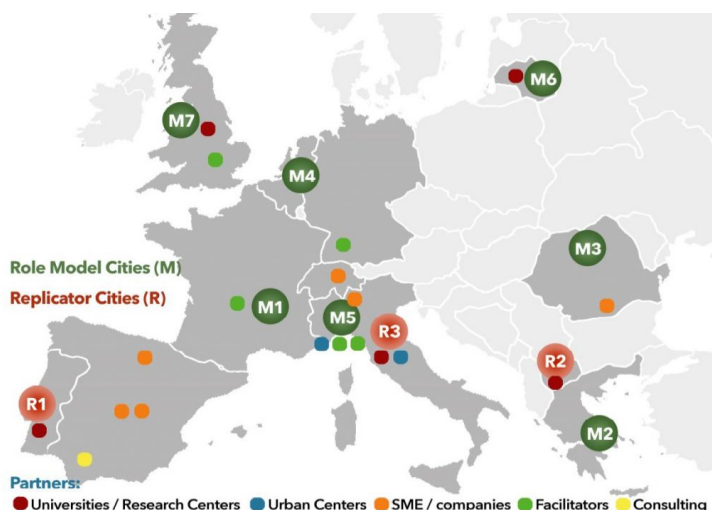 M6
M7
M4
M3
Role Model Cities (M)
Replicator Cities (R)
M1
M5
R3
R2
R1
M2
Partners:
Universities / Research Centers Urban Centers SME / companies Facilitators Consulting